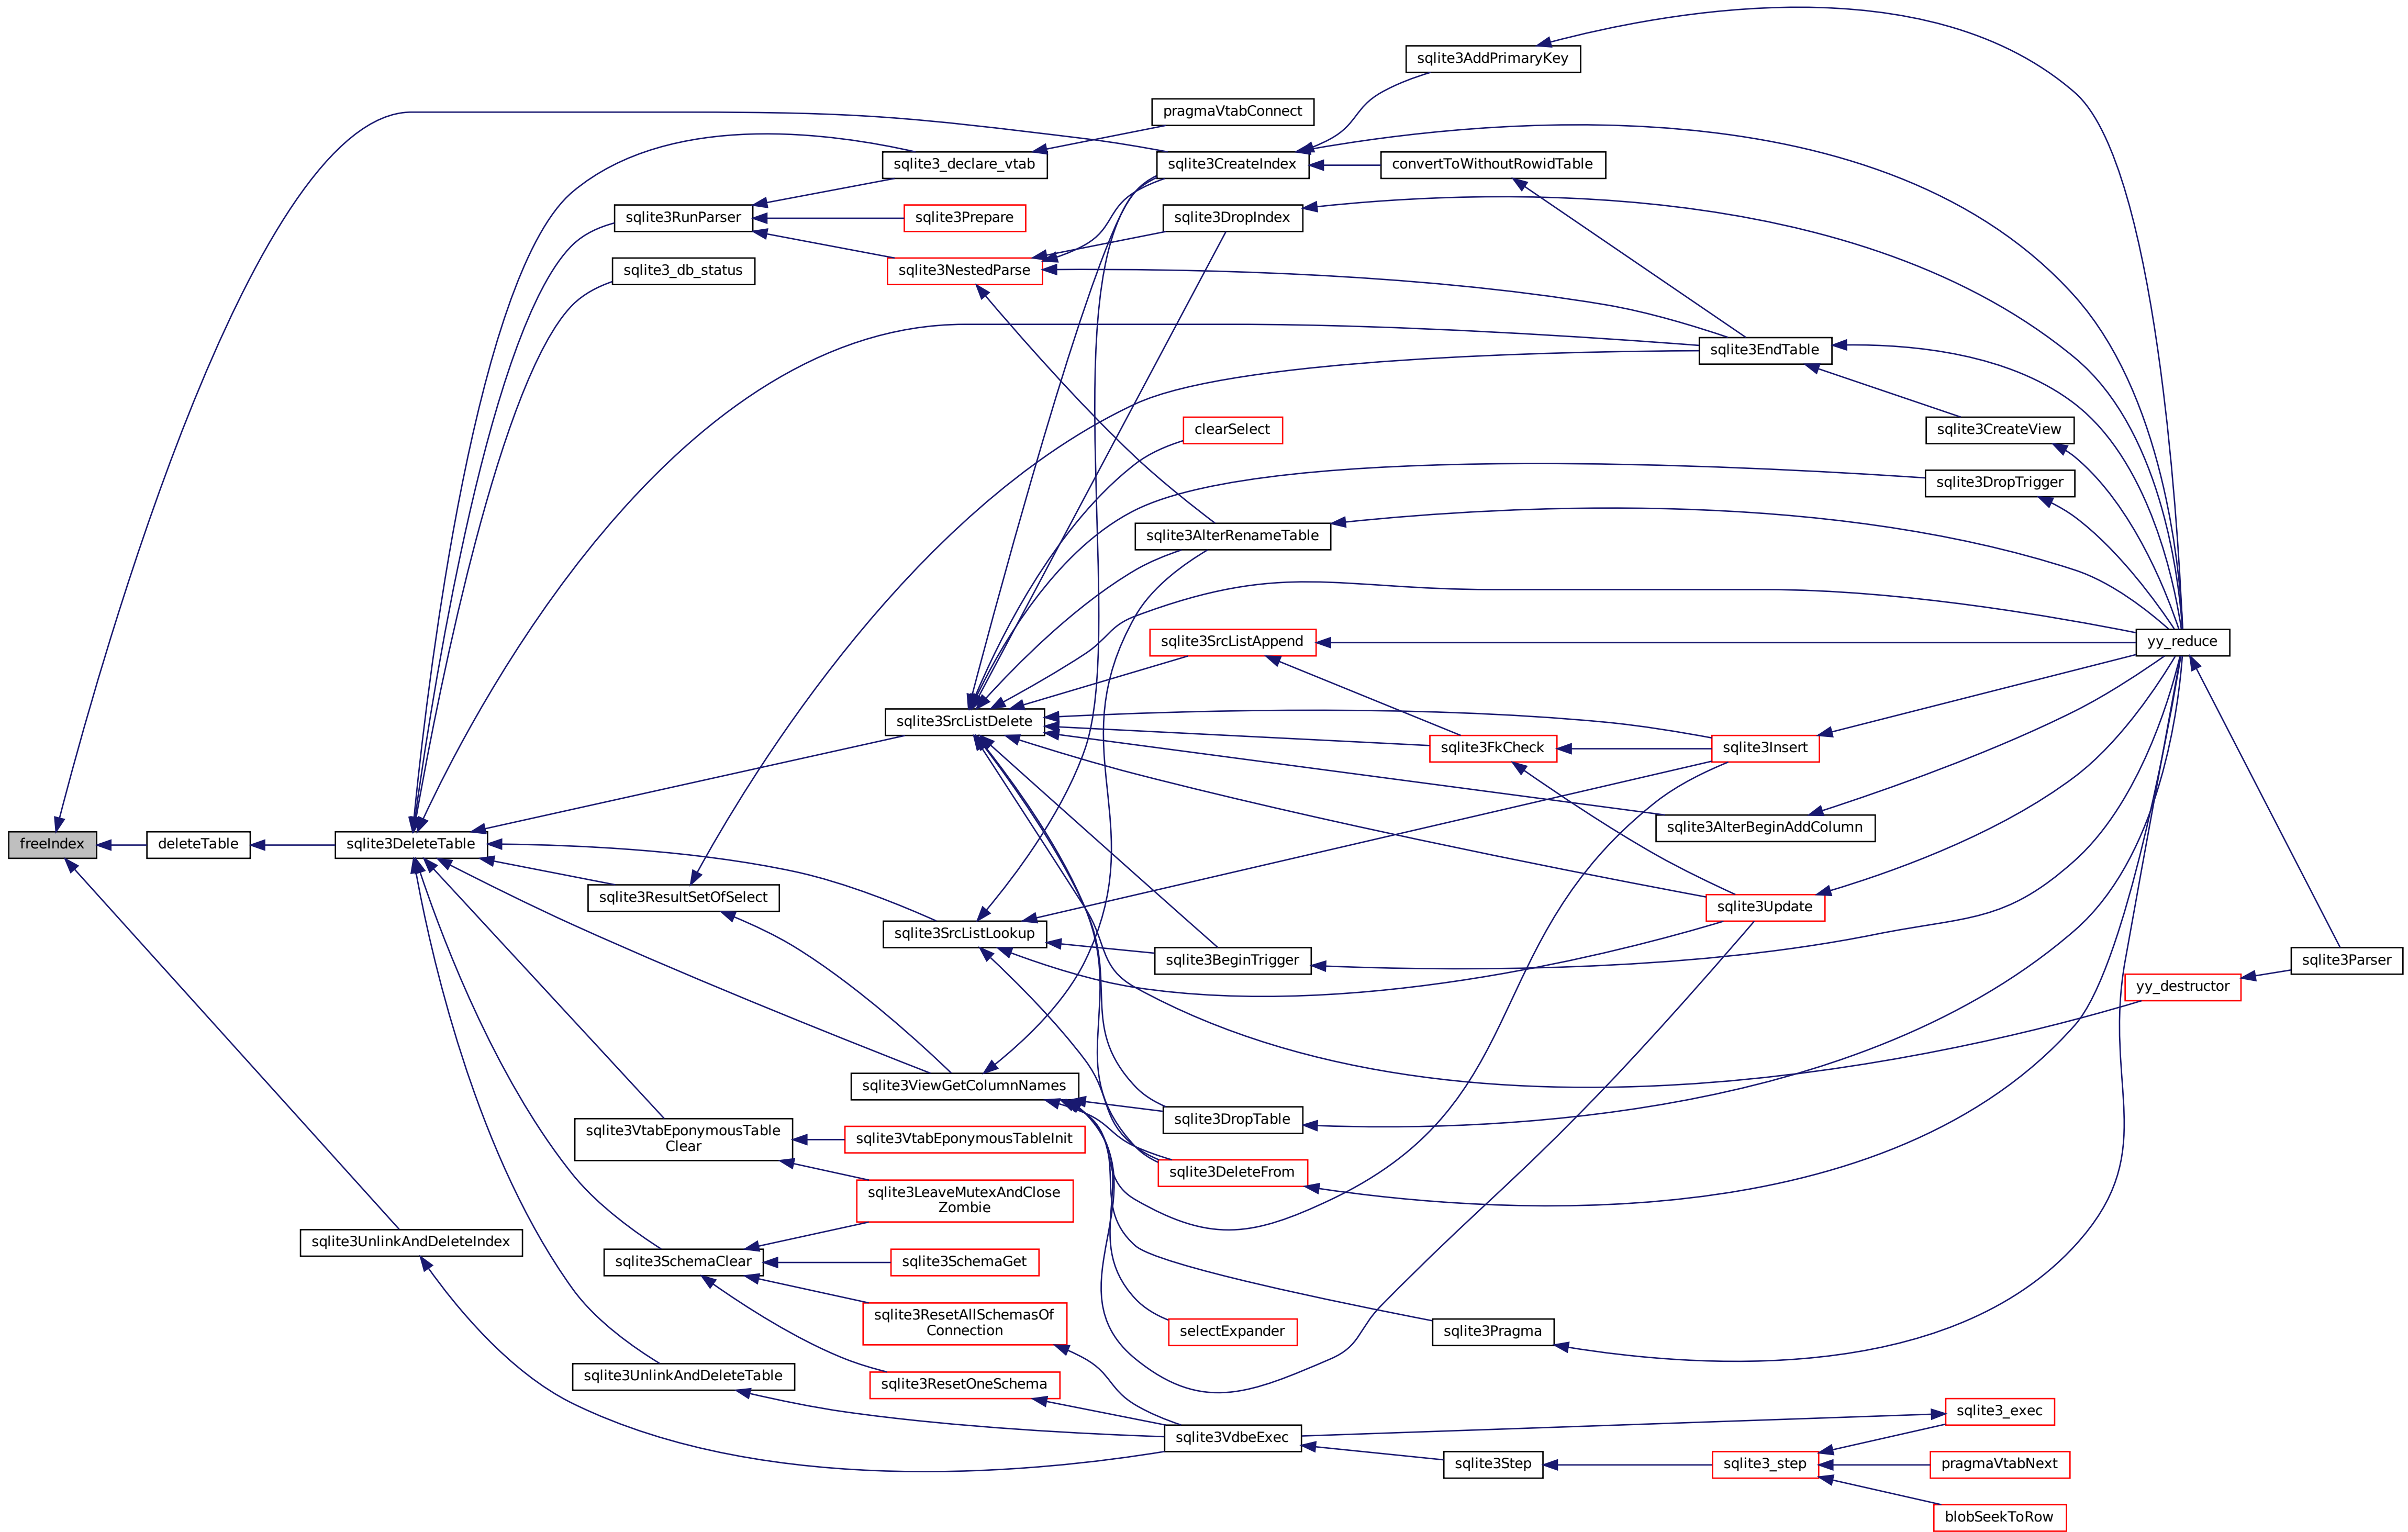 sqlite3AddPrimaryKey
pragmaVtabConnect
sqlite3_declare_vtab
sqlite3CreateIndex
convertToWithoutRowidTable
sqlite3RunParser
sqlite3Prepare
sqlite3DropIndex
sqlite3_db_status
sqlite3NestedParse
sqlite3EndTable
clearSelect
sqlite3CreateView
sqlite3DropTrigger
sqlite3AlterRenameTable
sqlite3SrcListAppend
yy_reduce
sqlite3SrcListDelete
sqlite3FkCheck
sqlite3Insert
sqlite3AlterBeginAddColumn
freeIndex
deleteTable
sqlite3DeleteTable
sqlite3ResultSetOfSelect
sqlite3Update
sqlite3SrcListLookup
sqlite3BeginTrigger
sqlite3Parser
yy_destructor
sqlite3ViewGetColumnNames
sqlite3DropTable
sqlite3VtabEponymousTable
Clear
sqlite3VtabEponymousTableInit
sqlite3DeleteFrom
sqlite3LeaveMutexAndClose
Zombie
sqlite3UnlinkAndDeleteIndex
sqlite3SchemaClear
sqlite3SchemaGet
sqlite3ResetAllSchemasOf
Connection
selectExpander
sqlite3Pragma
sqlite3UnlinkAndDeleteTable
sqlite3ResetOneSchema
sqlite3VdbeExec
sqlite3_exec
sqlite3Step
sqlite3_step
pragmaVtabNext
blobSeekToRow